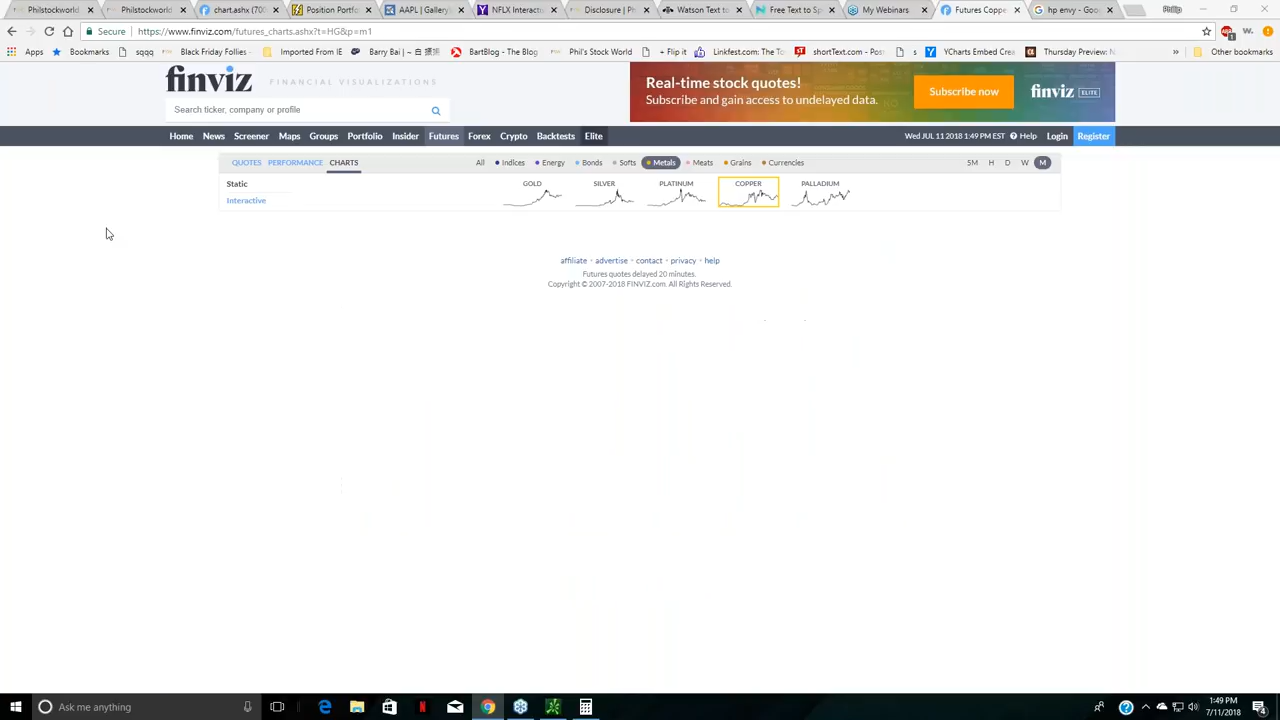 Philstockworld
Philstockworld
chart.ashx (700
Position Portfo
AAPL | Gallery
NFLX Interactiv
Disclosure | Ph
Watson Text to
Free Text to Sp
My Webinars
Futures Coppe
hp envy - Goo
Phillip
Secure
https://www.finviz.com/futures_charts.ashx?t=HG&p=m1
Apps
Bookmarks
sqqq
Black Friday Follies
Imported From IE
Barry Bai
BartBlog - The Blog
Phil's Stock World
+ Flip it
Linkfest.com: The To
shortText.com - Pos
YCharts Embed Crea
Thursday Preview: N
»
Other bookmarks
finviz
FINANCIAL VISUALIZATIONS
Search ticker, company or profile
Real-time stock quotes!
Subscribe and gain access to undelayed data.
Subscribe now
finviz ELITE
Home News Screener Maps Groups Portfolio Insider Futures Forex Crypto Backtests Elite
Wed JUL 11 2018 1:49 PM EST
Help
Login
Register
QUOTES PERFORMANCE CHARTS
All Indices Energy Bonds Softs Metals Meats Grains Currencies
5M H D W M
Static
Interactive
GOLD SILVER PLATINUM COPPER PALLADIUM
affiliate • advertise • contact • privacy • help
Futures quotes delayed 20 minutes.
Copyright © 2007-2018 FINVIZ.com. All Rights Reserved.
Ask me anything
1:49 PM
7/11/2018